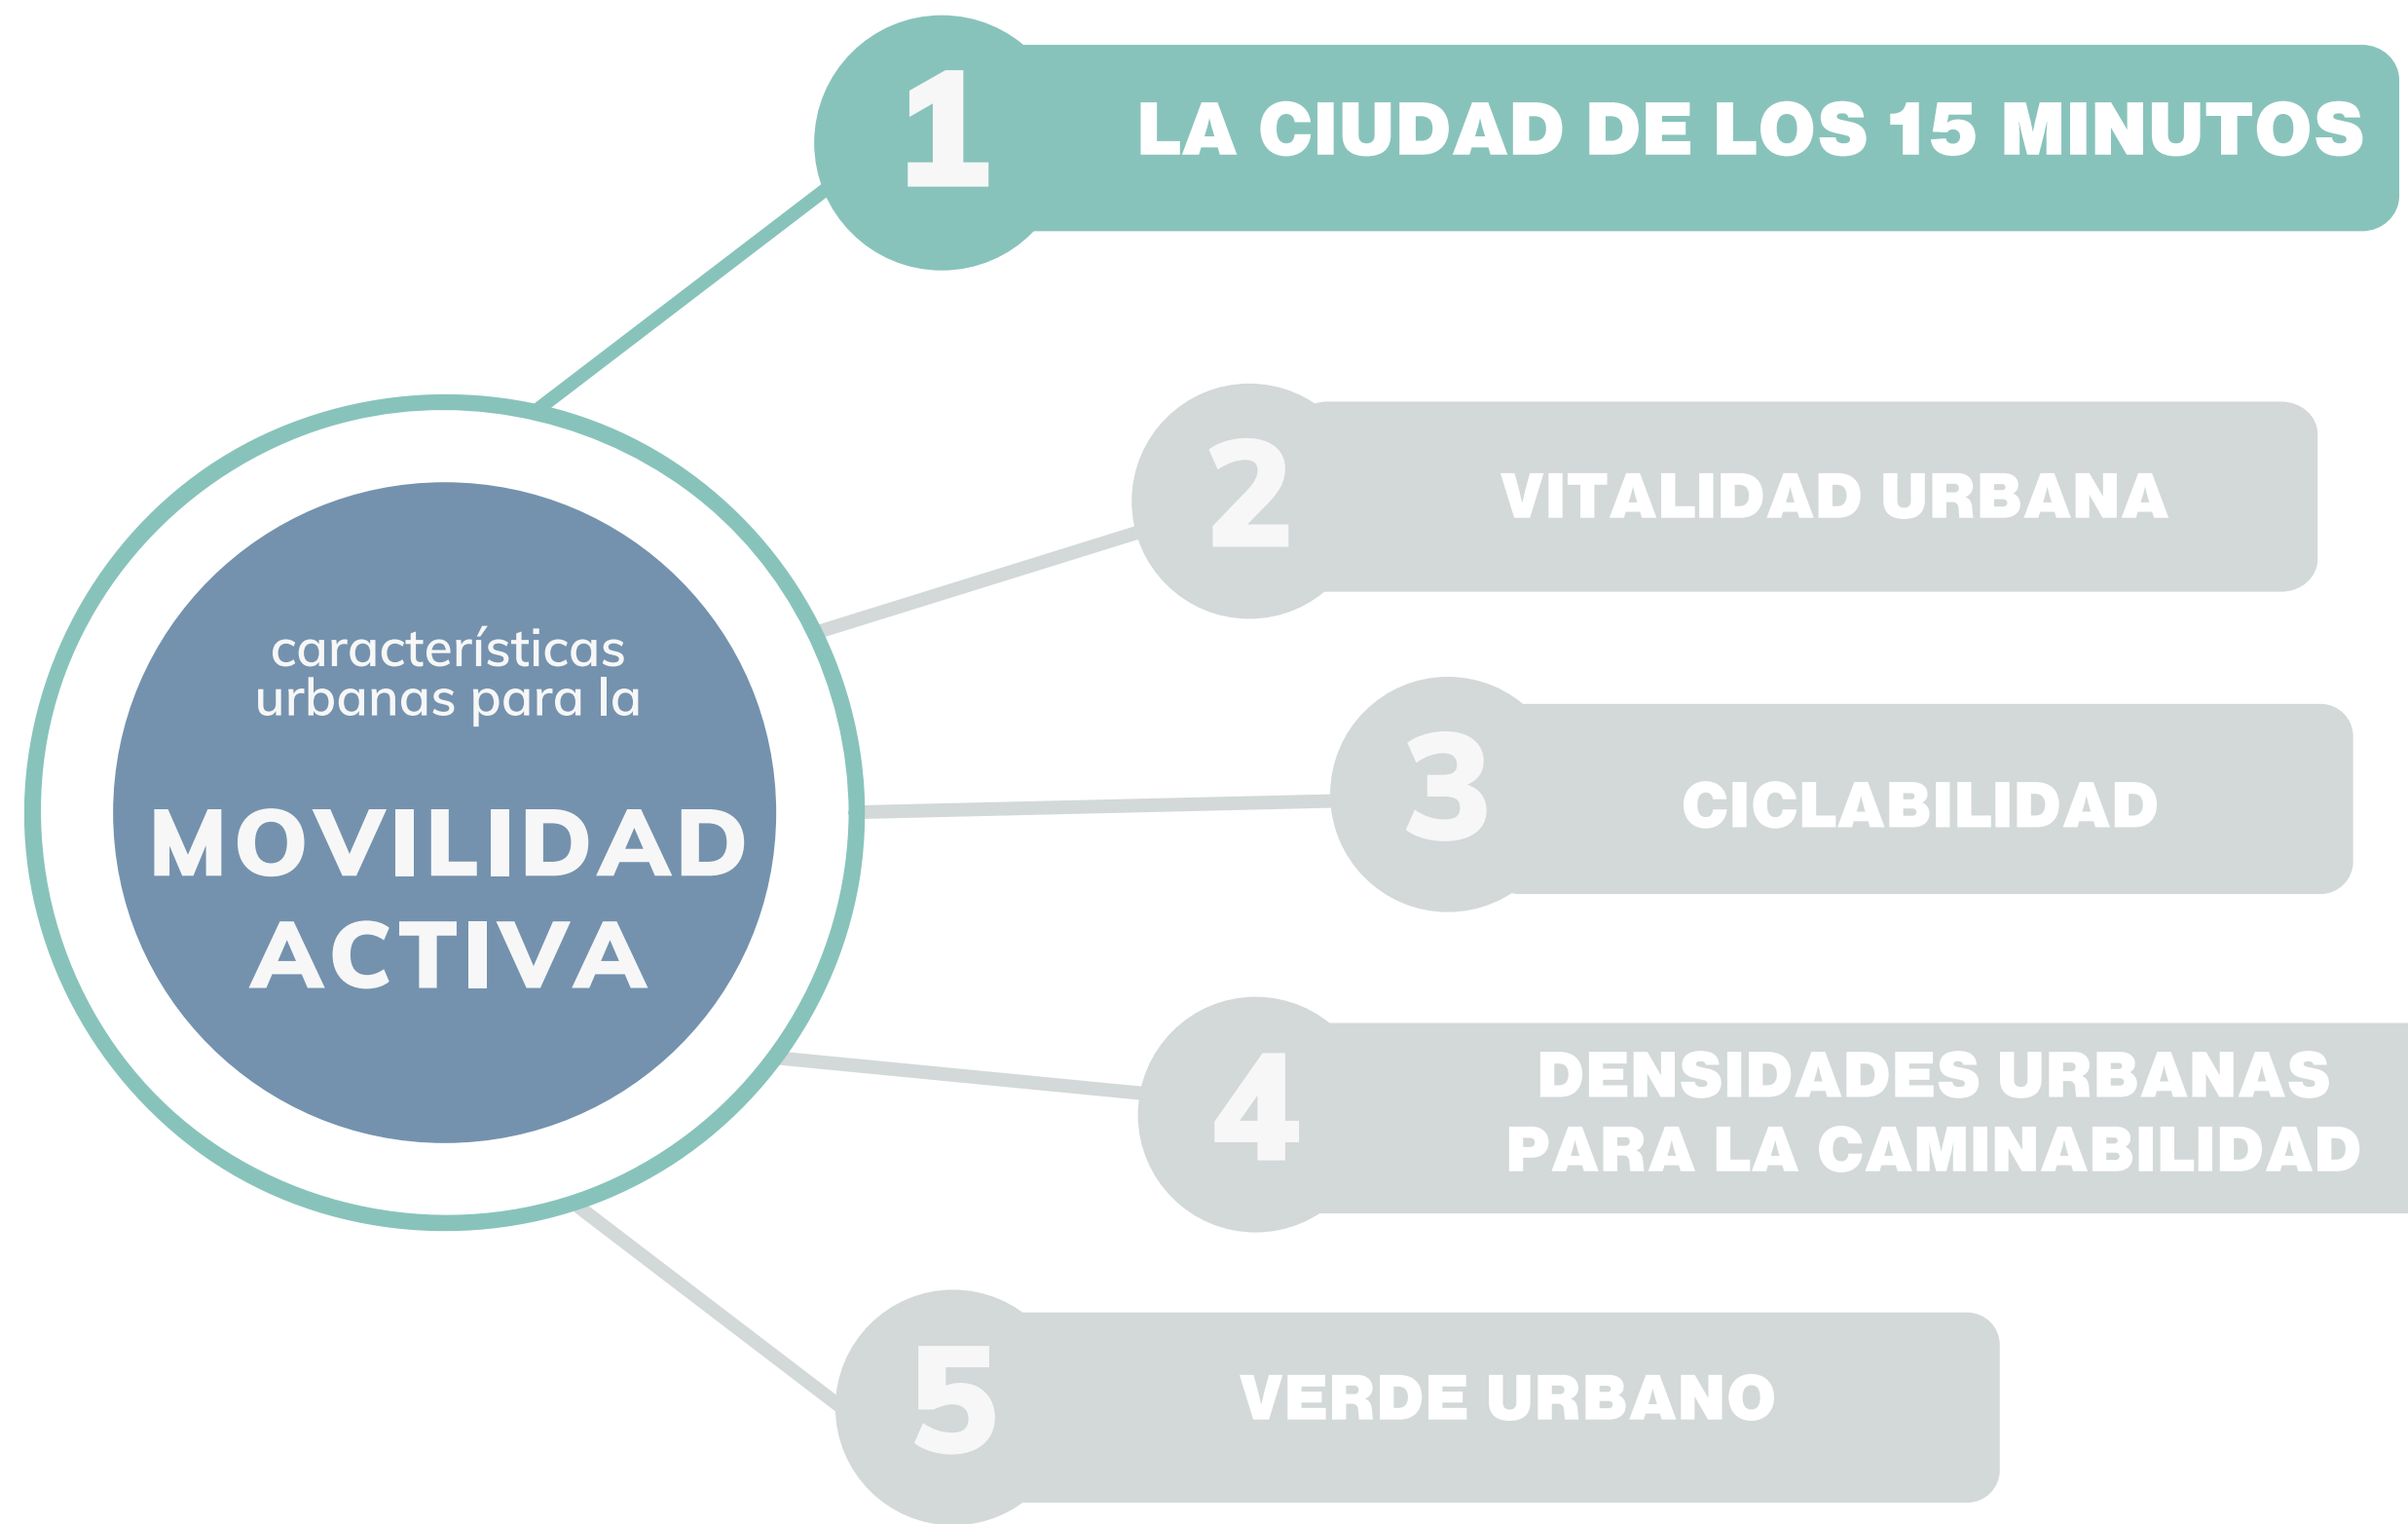 características
urbanas para la
MOVILIDAD
ACTIVA
1
LA CIUDAD DE LOS 15 MINUTOS
2
VITALIDAD URBANA
3
CICLABILIDAD
4
DENSIDADES URBANAS
PARA LA CAMINABILIDAD
5
VERDE URBANO